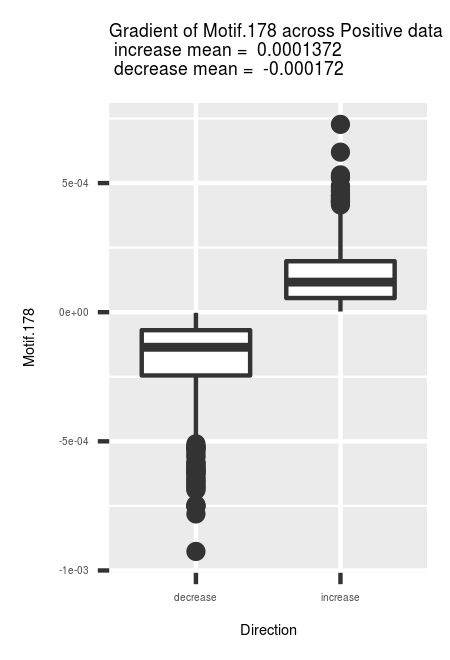 Gradient of Motif.178 across Positive data
increase mean =  0.0001372
decrease mean =  -0.000172
5e-04
0e+00
-5e-04
-1e-03
Motif.178
decrease
increase
Direction